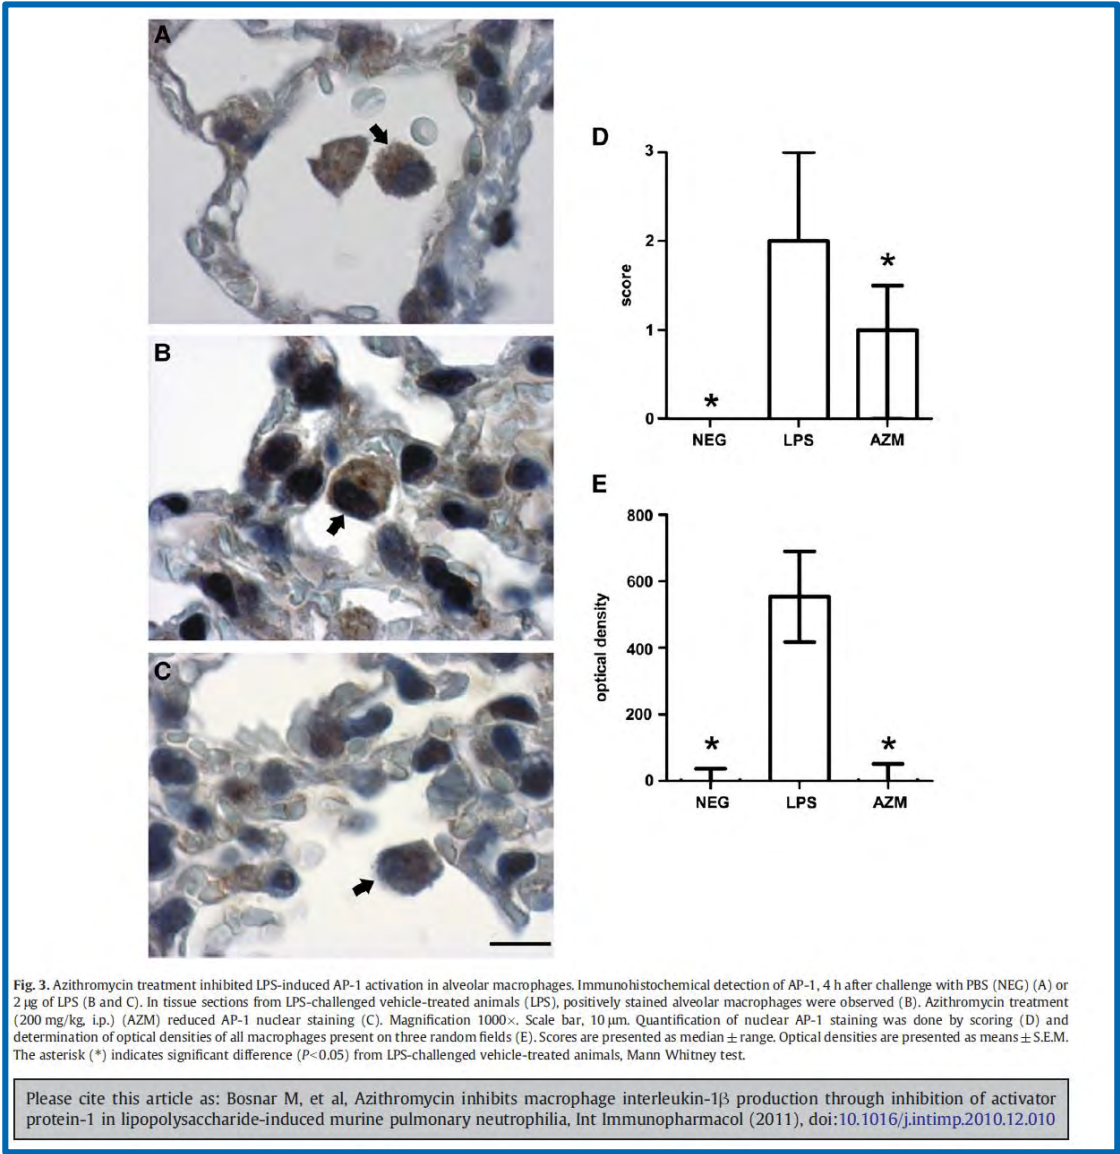 A
B
C
D
3
2
1
0
score
*
*
NEG
LPS
AZM
E
800
600
400
200
0
optical density
*
*
NEG
LPS
AZM
Fig. 3. Azithromycin treatment inhibited LPS-induced AP-1 activation in alveolar macrophages. Immunohistochemical detection of AP-1, 4 h after challenge with PBS (NEG) (A) or
2 μg of LPS (B and C). In tissue sections from LPS-challenged vehicle-treated animals (LPS), positively stained alveolar macrophages were observed (B). Azithromycin treatment
(200 mg/kg, i.p.) (AZM) reduced AP-1 nuclear staining (C). Magnification 1000×. Scale bar, 10 μm. Quantification of nuclear AP-1 staining was done by scoring (D) and
determination of optical densities of all macrophages present on three random fields (E). Scores are presented as median ± range. Optical densities are presented as means ± S.E.M.
The asterisk (*) indicates significant difference (P<0.05) from LPS-challenged vehicle-treated animals, Mann Whitney test.
Please cite this article as: Bosnar M, et al, Azithromycin inhibits macrophage interleukin-1β production through inhibition of activator
protein-1 in lipopolysaccharide-induced murine pulmonary neutrophilia, Int Immunopharmacol (2011), doi:10.1016/j.intimp.2010.12.010